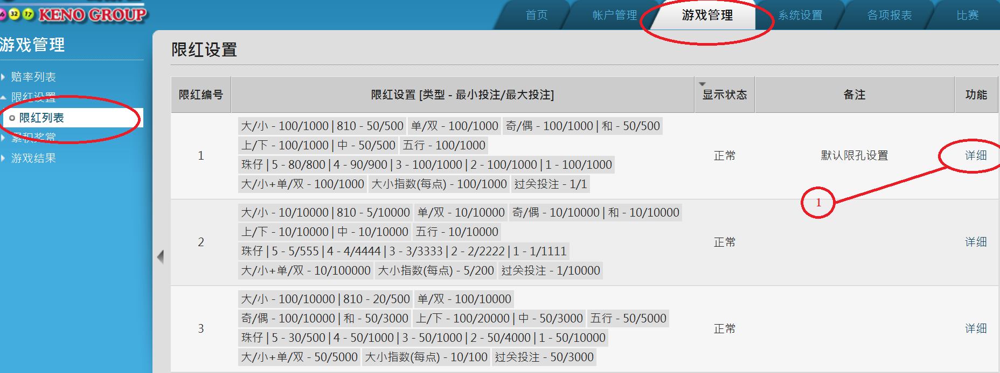 32 17 KENO GROUP
首页 帐户管理 游戏管理 系统设置 各项报表 比赛
游戏管理
赔率列表
限红设置
限红列表
累积奖赏
游戏结果
限红设置
限红编号 限红设置 [类型 - 最小投注/最大投注] 显示状态 备注 功能
大/小 - 100/1000 | 810 - 50/500 单/双 - 100/1000 奇/偶 - 100/1000 | 和 - 50/500
上/下 - 100/1000 | 中 - 50/500 五行 - 100/1000
1 正常 默认限孔设置 详细
珠仔 | 5 - 80/800 | 4 - 90/900 | 3 - 100/1000 | 2 - 100/1000 | 1 - 100/1000
大/小+单/双 - 100/1000 大小指数(每点) - 100/1000 过关投注 - 1/1
1
大/小 - 10/10000 | 810 - 5/10000 单/双 - 10/10000 奇/偶 - 10/10000 | 和 - 10/10000
上/下 - 10/10000 | 中 - 10/10000 五行 - 10/10000
2 正常 详细
珠仔 | 5 - 5/555 | 4 - 4/4444 | 3 - 3/3333 | 2 - 2/2222 | 1 - 1/1111
大/小+单/双 - 10/100000 大小指数(每点) - 5/200 过关投注 - 1/10000
大/小 - 100/10000 | 810 - 20/500 单/双 - 100/10000
奇/偶 - 100/10000 | 和 - 50/3000 上/下 - 100/20000 | 中 - 50/3000 五行 - 50/5000
3 正常 详细
珠仔 | 5 - 30/500 | 4 - 50/1000 | 3 - 50/1000 | 2 - 50/4000 | 1 - 50/10000
大/小+单/双 - 50/5000 大小指数(每点) - 10/100 过关投注 - 50/3000